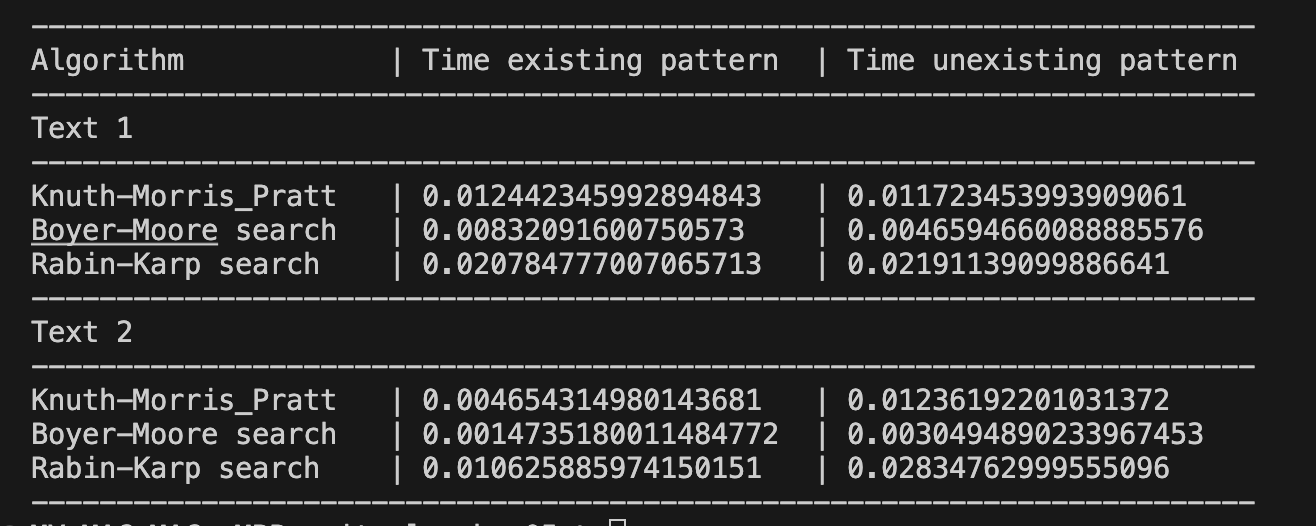 Algorithm | Time existing pattern | Time unexisting pattern
Text 1
Knuth-Morris_Pratt | 0.012442345992894843 | 0.011723453993909061
Boyer-Moore search | 0.00832091600750573 | 0.0046594660088885576
Rabin-Karp search | 0.020784777007065713 | 0.02191139099886641
Text 2
Knuth-Morris_Pratt | 0.004654314980143681 | 0.01236192201031372
Boyer-Moore search | 0.0014735180011484772 | 0.0030494890233967453
Rabin-Karp search | 0.010625885974150151 | 0.02834762999555096